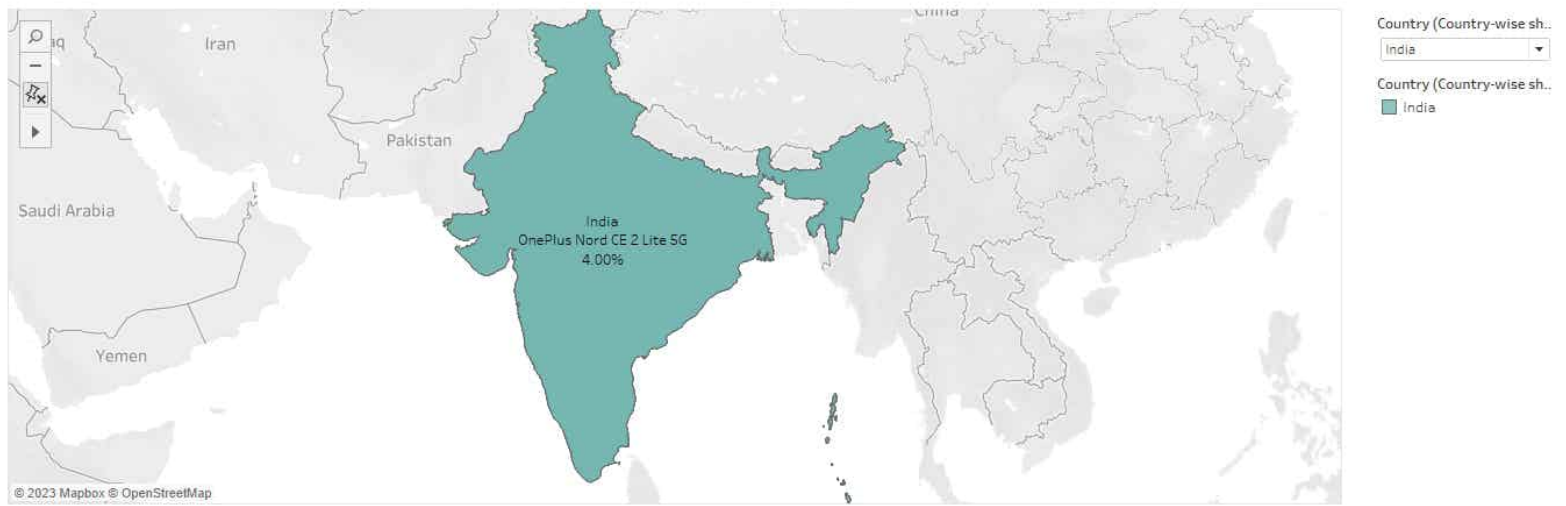 China
Country (Country-wise sh..
aq
Iran
India
Country (Country-wise sh..
India
Pakistan
Saudi Arabia
India
OnePlus Nord CE 2 Lite 5G
4.00%
Yemen
© 2023 Mapbox © OpenStreetMap